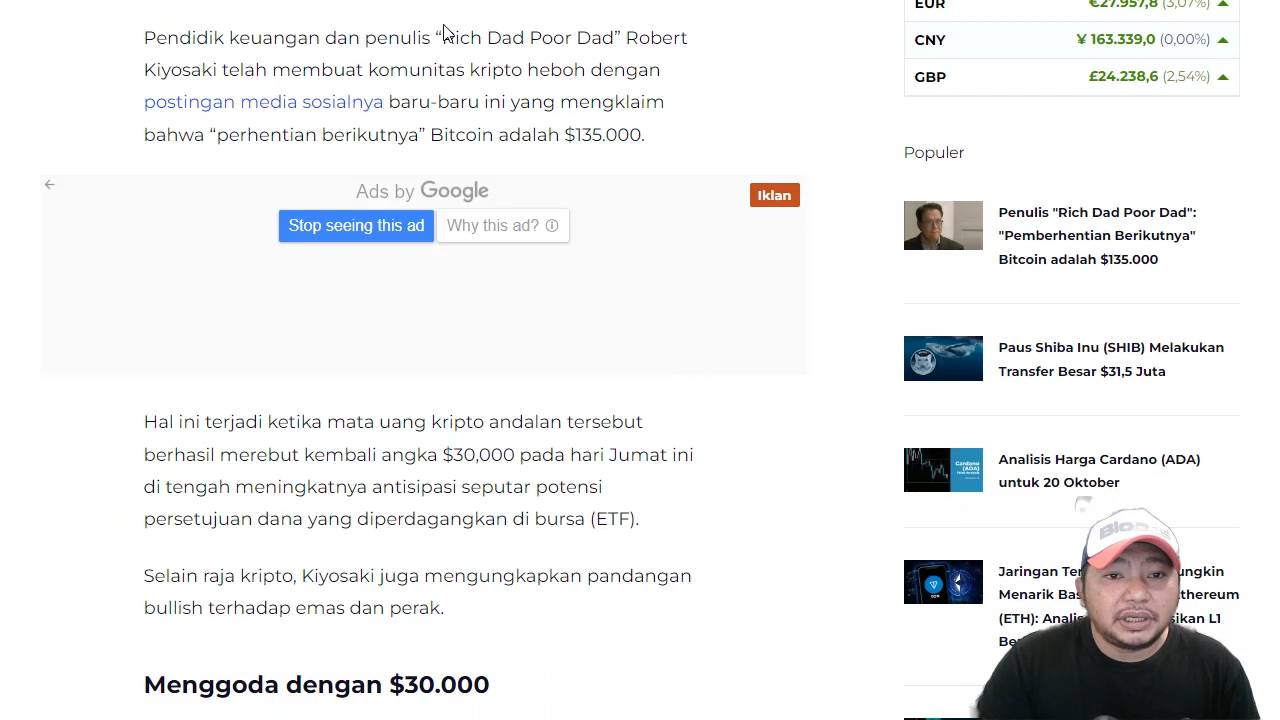 Pendidik keuangan dan penulis “Rich Dad Poor Dad” Robert
Kiyosaki telah membuat komunitas kripto heboh dengan
postingan media sosialnya baru-baru ini yang mengklaim
bahwa “perhentian berikutnya” Bitcoin adalah $135.000.
Ads by Google
Iklan
Stop seeing this ad
Why this ad?
Hal ini terjadi ketika mata uang kripto andalan tersebut
berhasil merebut kembali angka $30,000 pada hari Jumat ini
di tengah meningkatnya antisipasi seputar potensi
persetujuan dana yang diperdagangkan di bursa (ETF).
Selain raja kripto, Kiyosaki juga mengungkapkan pandangan
bullish terhadap emas dan perak.
Menggoda dengan $30.000
EUR €27.957,8 (3,07%)
CNY ¥ 163.339,0 (0,00%)
GBP £24.238,6 (2,54%)
Populer
Penulis "Rich Dad Poor Dad":
"Pemberhentian Berikutnya"
Bitcoin adalah $135.000
Paus Shiba Inu (SHIB) Melakukan
Transfer Besar $31,5 Juta
Cardano
(ADA)
Analisis Harga Cardano (ADA)
untuk 20 Oktober
Jaringan
Menarik
(ETH):